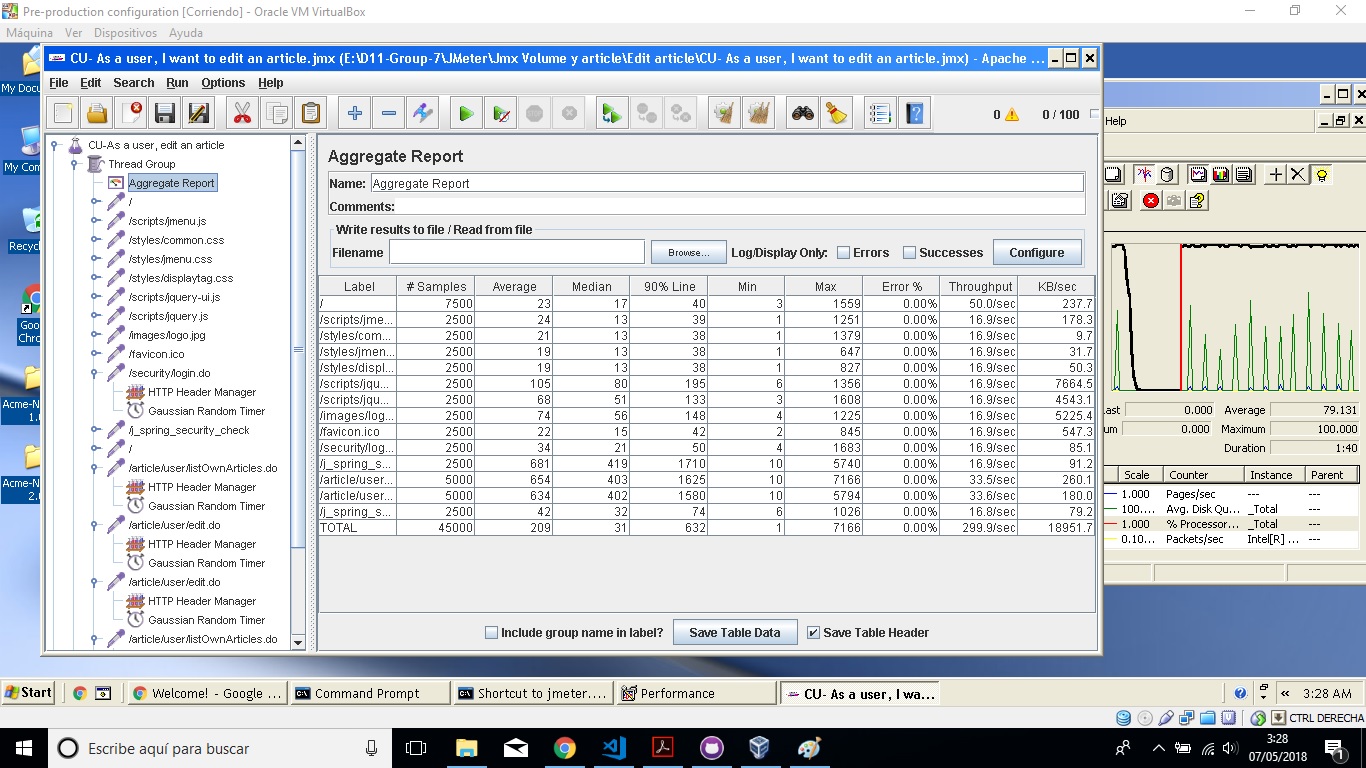 Pre-production configuration [Corriendo] - Oracle VM VirtualBox
Máquina Ver Dispositivos Ayuda
CU- As a user, I want to edit an article.jmx (E:\D11-Group-7\JMeter\Jmx Volume y article\Edit article\CU- As a user, I want to edit an article.jmx) - Apache ...
File Edit Search Run Options Help
0 0 / 100
Help
My Docu
My Com
Recyc
Goo
Chro
Acme-N
1.
Acme-N
2.
CU-As a user, edit an article
Thread Group
Aggregate Report
/
/scripts/jmenu.js
/styles/common.css
/styles/jmenu.css
/styles/displaytag.css
/scripts/jquery-ui.js
/scripts/jquery.js
/images/logo.jpg
/favicon.ico
/security/login.do
HTTP Header Manager
Gaussian Random Timer
/j_spring_security_check
/
/article/user/listOwnArticles.do
HTTP Header Manager
Gaussian Random Timer
/article/user/edit.do
HTTP Header Manager
Gaussian Random Timer
/article/user/edit.do
HTTP Header Manager
Gaussian Random Timer
/article/user/listOwnArticles.do
Aggregate Report
Name: Aggregate Report
Comments:
Write results to file / Read from file
Filename Browse... Log/Display Only: Errors Successes Configure
Label # Samples Average Median 90% Line Min Max Error % Throughput KB/sec
/ 7500 23 17 40 3 1559 0.00% 50.0/sec 237.7
/scripts/jme... 2500 24 13 39 1 1251 0.00% 16.9/sec 178.3
/styles/com... 2500 21 13 38 1 1379 0.00% 16.9/sec 9.7
/styles/jmen... 2500 19 13 38 1 647 0.00% 16.9/sec 31.7
/styles/displ... 2500 19 13 38 1 827 0.00% 16.9/sec 50.3
/scripts/jqu... 2500 105 80 195 6 1356 0.00% 16.9/sec 7664.5
/scripts/jqu... 2500 68 51 133 3 1608 0.00% 16.9/sec 4543.1
/images/log... 2500 74 56 148 4 1225 0.00% 16.9/sec 5225.4
/favicon.ico 2500 22 15 42 2 845 0.00% 16.9/sec 547.3
/security/log... 2500 34 21 50 4 1683 0.00% 16.9/sec 85.1
/j_spring_s... 2500 681 419 1710 10 5740 0.00% 16.9/sec 91.2
/article/user... 5000 654 403 1625 10 7166 0.00% 33.5/sec 260.1
/article/user... 5000 634 402 1580 10 5794 0.00% 33.6/sec 180.0
/j_spring_s... 2500 42 32 74 6 1026 0.00% 16.8/sec 79.2
TOTAL 45000 209 31 632 1 7166 0.00% 299.9/sec 18951.7
Include group name in label? Save Table Data Save Table Header
ast 0.000 Average 79.131
um 0.000 Maximum 100.000
Duration 1:40
Scale Counter Instance Parent
1.000 Pages/sec --- ---
100.... Avg. Disk Qu... _Total ---
1.000 % Processor... _Total ---
0.10... Packets/sec Intel[R] ... ---
Start Welcome! - Google ... Command Prompt Shortcut to jmeter.... Performance CU- As a user, I wa... « 3:28 AM
CTRL DERECHA
Escribe aquí para buscar
3:28
07/05/2018
1